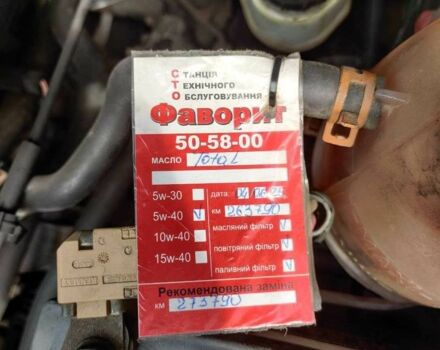 СТАНЦІЯ
ТЕХНІЧНОГО
ОБСЛУГОВУВАННЯ
Фаворит
50-58-00
МАСЛО Total
5w-30 дата:
5w-40 V км 263790
10w-40 масляний фільтр V
15w-40 повітряний фільтр V
паливний фільтр V
Рекомендована заміна
км 273790